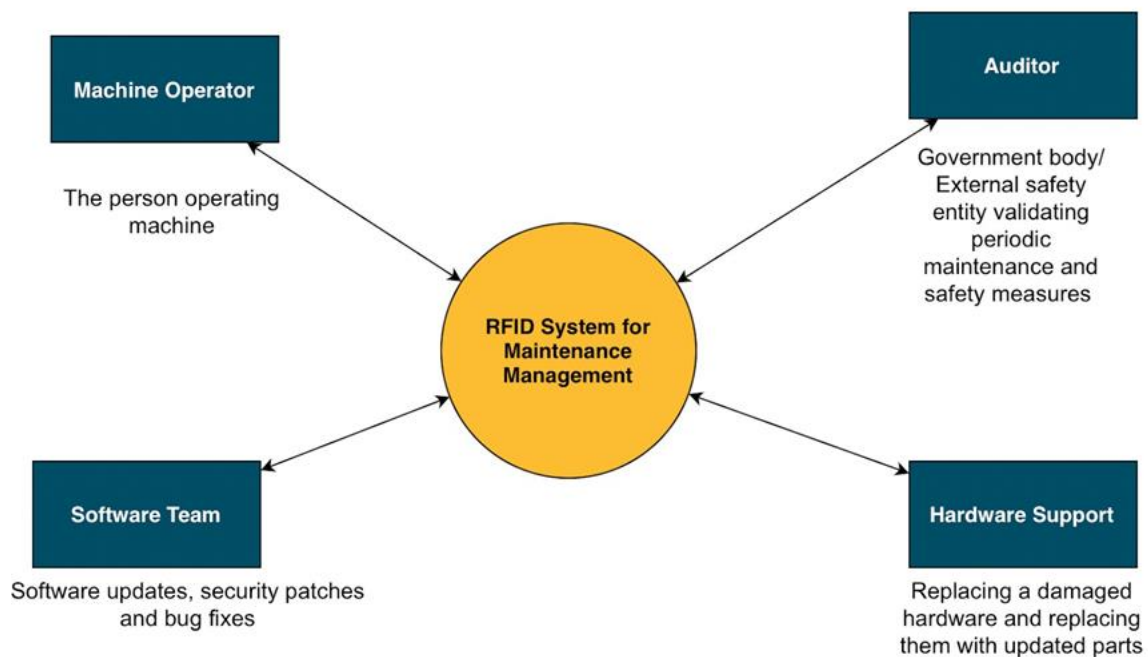 Machine Operator
The person operating
machine
Auditor
Government body/
External safety
entity validating
periodic
maintenance and
safety measures
RFID System for
Maintenance
Management
Software Team
Software updates, security patches
and bug fixes
Hardware Support
Replacing a damaged
hardware and replacing
them with updated parts